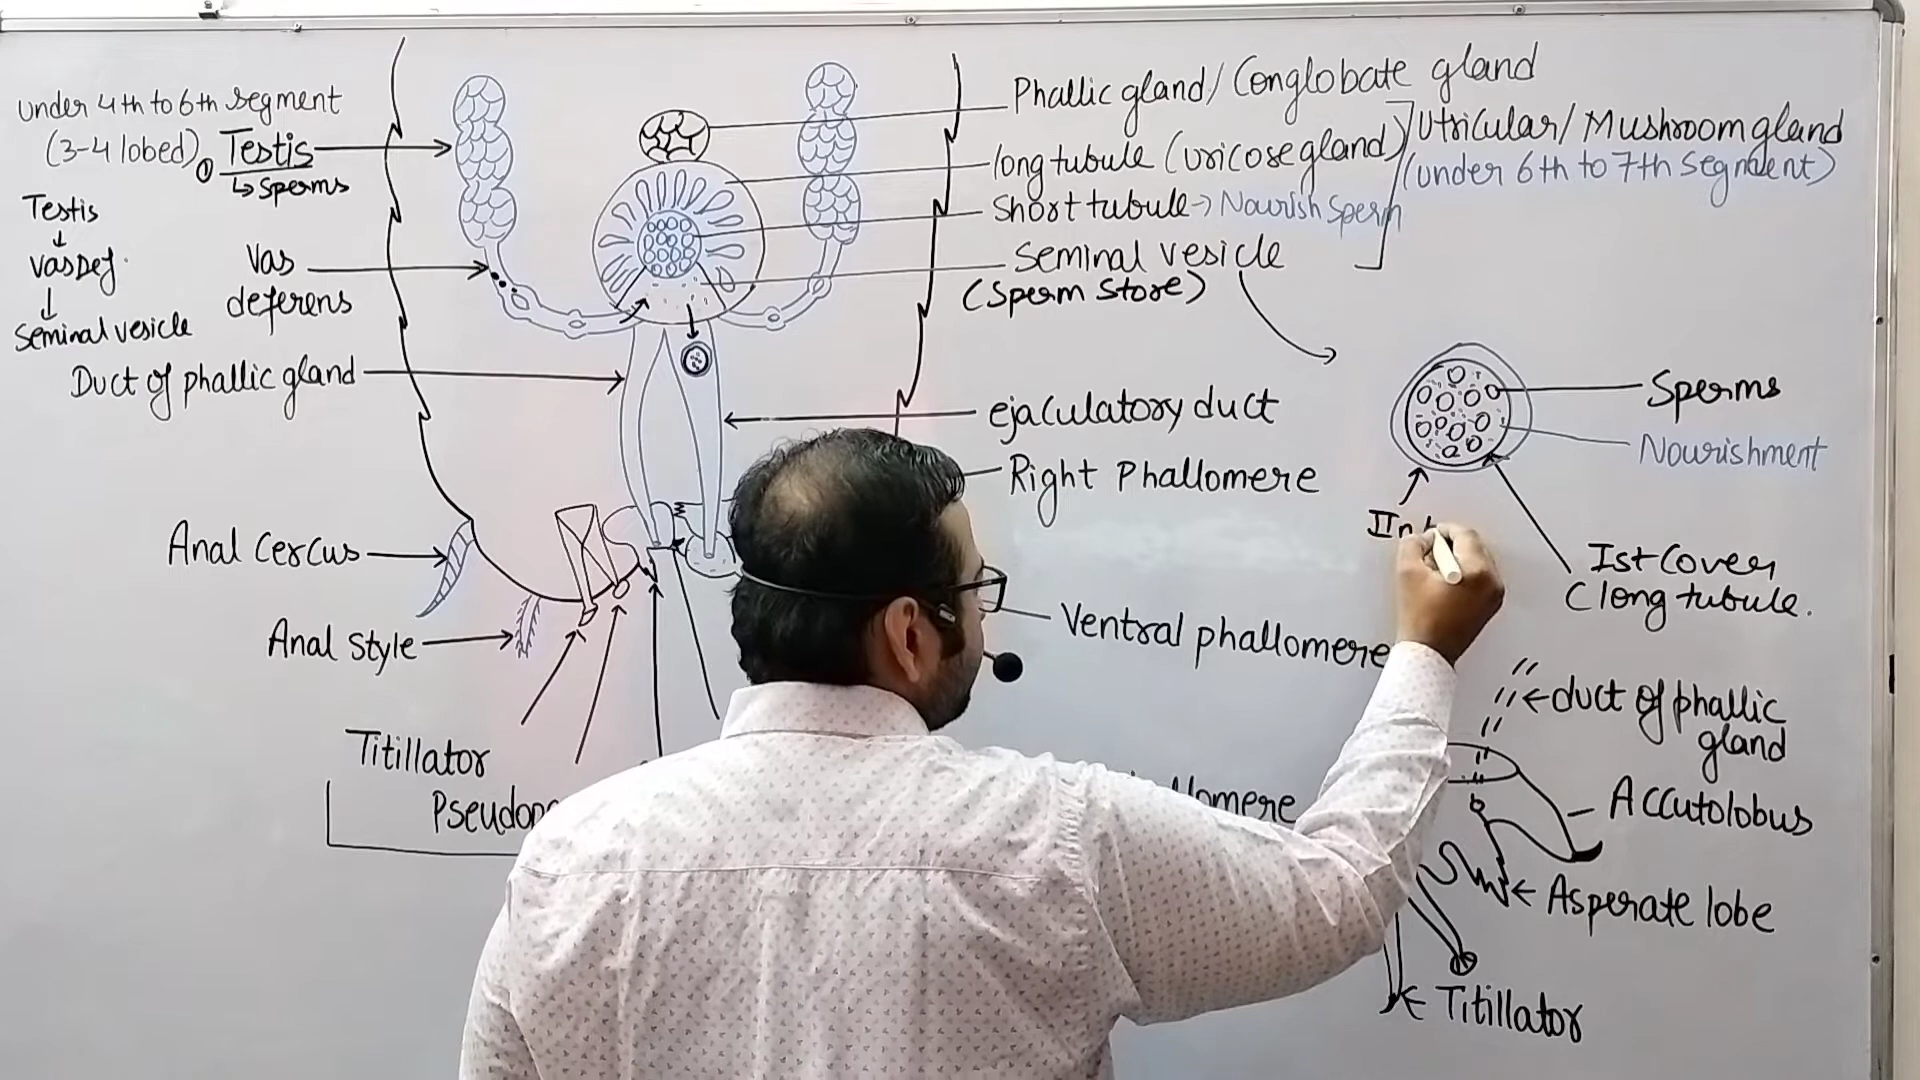 under 4th to 6th segment
(3-4 lobed)
① Testis
↳ Sperms
Testis
↓
Vas Def.
↓
Seminal vesicle
Vas
deferens
Duct of phallic gland
Anal Cercus
Anal Style
Titillator
Phallic gland / Conglobate gland
long tubule (uricose gland)
Short tubule → Nourish Sperm
Seminal vesicle
(Sperm Store)
Utricular / Mushroom gland
(under 6th to 7th segment)
ejaculatory duct
Right Phallomere
Ventral phallomere
Sperms
Nourishment
IInd
Ist Cover
C long tubule.
duct of phallic
gland
Accutolobus
Asperate lobe
Titillator